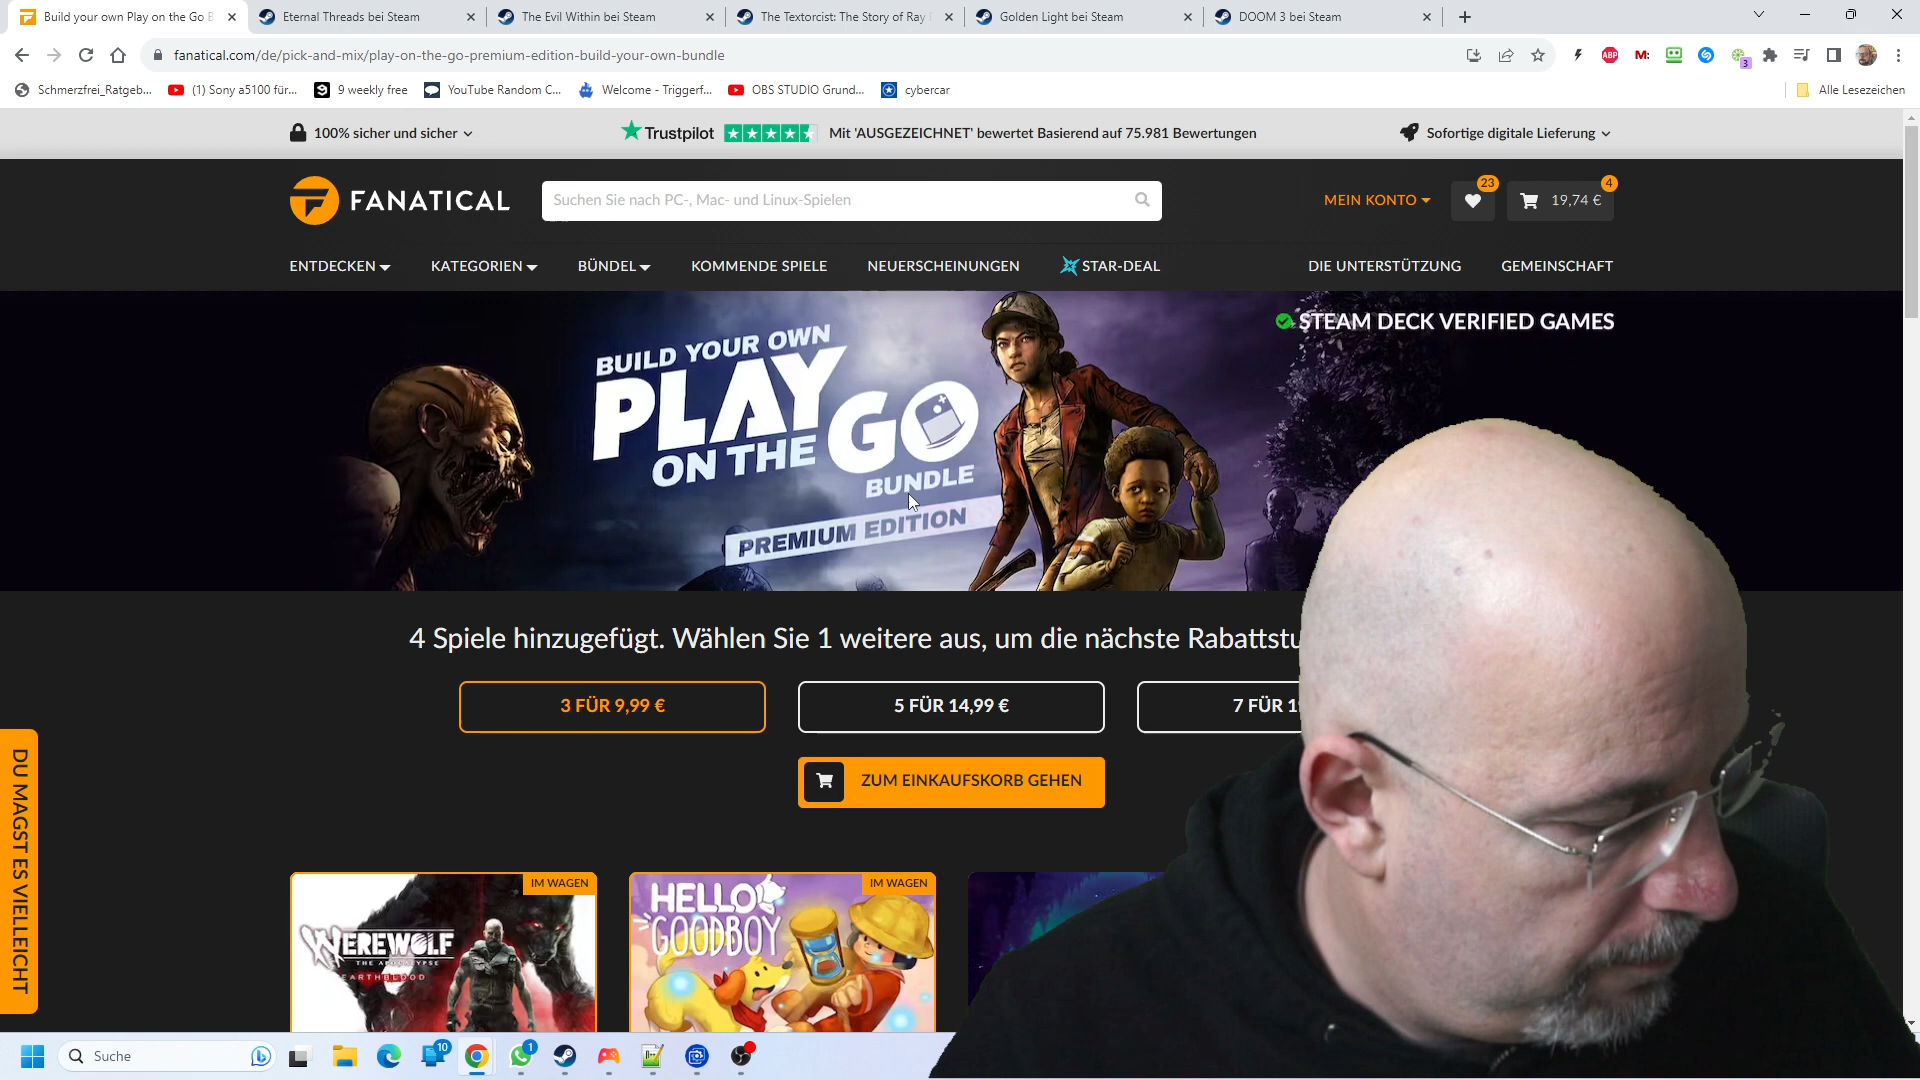 Build your own Play on the Go B
Eternal Threads bei Steam
The Evil Within bei Steam
The Textorcist: The Story of Ray
Golden Light bei Steam
DOOM 3 bei Steam
fanatical.com/de/pick-and-mix/play-on-the-go-premium-edition-build-your-own-bundle
ABP
M:
3
Schmerzfrei_Ratgeb...
(1) Sony a5100 für...
9 weekly free
YouTube Random C...
Welcome - Triggerf...
OBS STUDIO Grund...
cybercar
Alle Lesezeichen
100% sicher und sicher
Trustpilot
Mit 'AUSGEZEICHNET' bewertet Basierend auf 75.981 Bewertungen
Sofortige digitale Lieferung
FANATICAL
Suchen Sie nach PC-, Mac- und Linux-Spielen
MEIN KONTO
23
19,74 €
4
ENTDECKEN
KATEGORIEN
BÜNDEL
KOMMENDE SPIELE
NEUERSCHEINUNGEN
STAR-DEAL
DIE UNTERSTÜTZUNG
GEMEINSCHAFT
STEAM DECK VERIFIED GAMES
BUILD YOUR OWN
PLAY
ON THE GO
BUNDLE
PREMIUM EDITION
4 Spiele hinzugefügt. Wählen Sie 1 weitere aus, um die nächste Rabattstu
3 FÜR 9,99 €
5 FÜR 14,99 €
7 FÜR 1
ZUM EINKAUFSKORB GEHEN
DU MAGST ES VIELLEICHT
IM WAGEN
WEREWOLF
THE APOCALYPSE
EARTHBLOOD
IM WAGEN
HELLO
GOODBOY
Suche
10
1